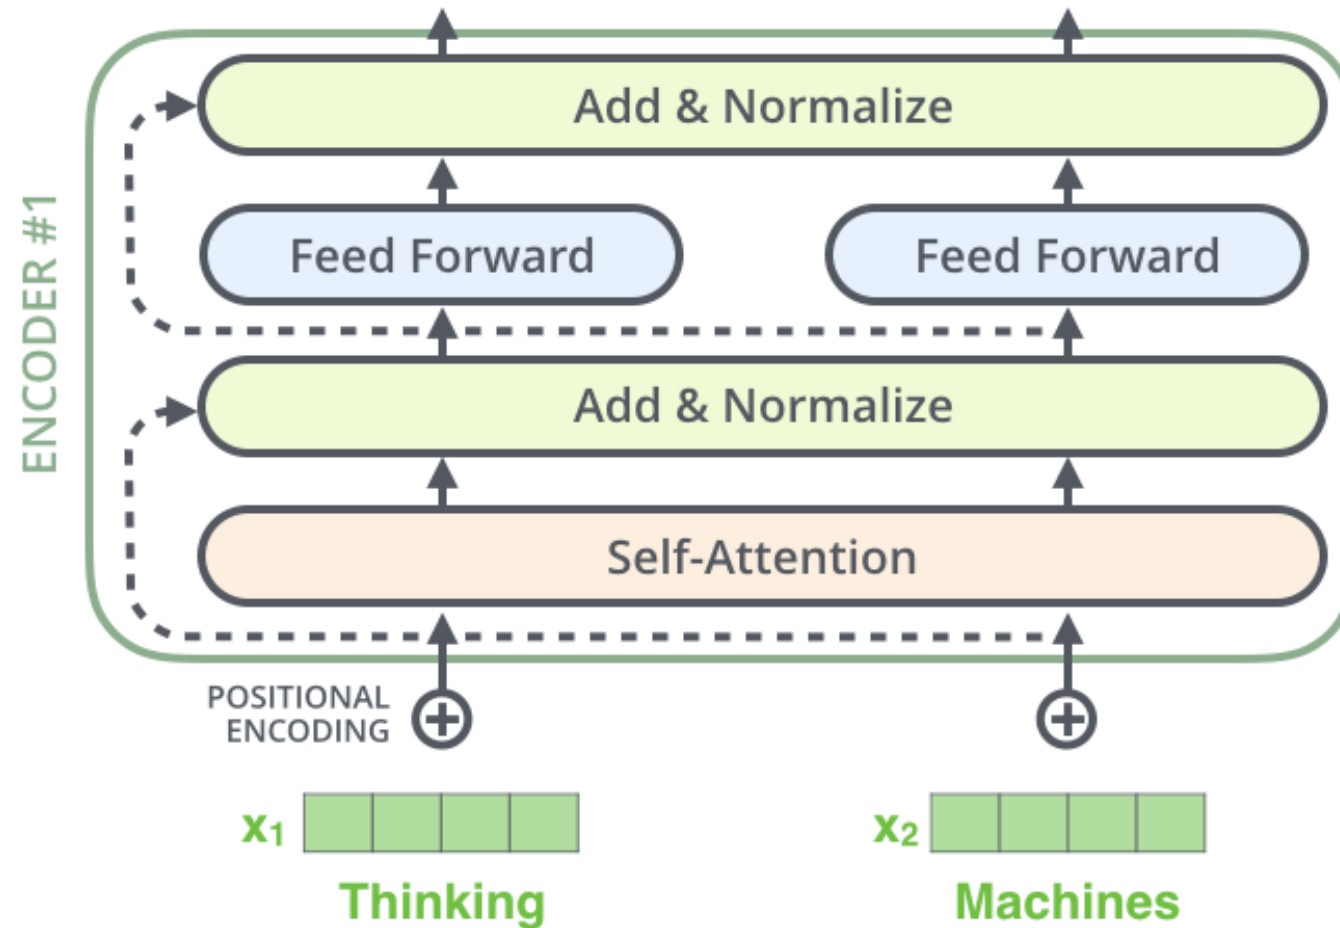 ENCODER #1
Add & Normalize
Feed Forward
Feed Forward
Add & Normalize
Self-Attention
POSITIONAL
ENCODING
x₁
x₂
Thinking
Machines